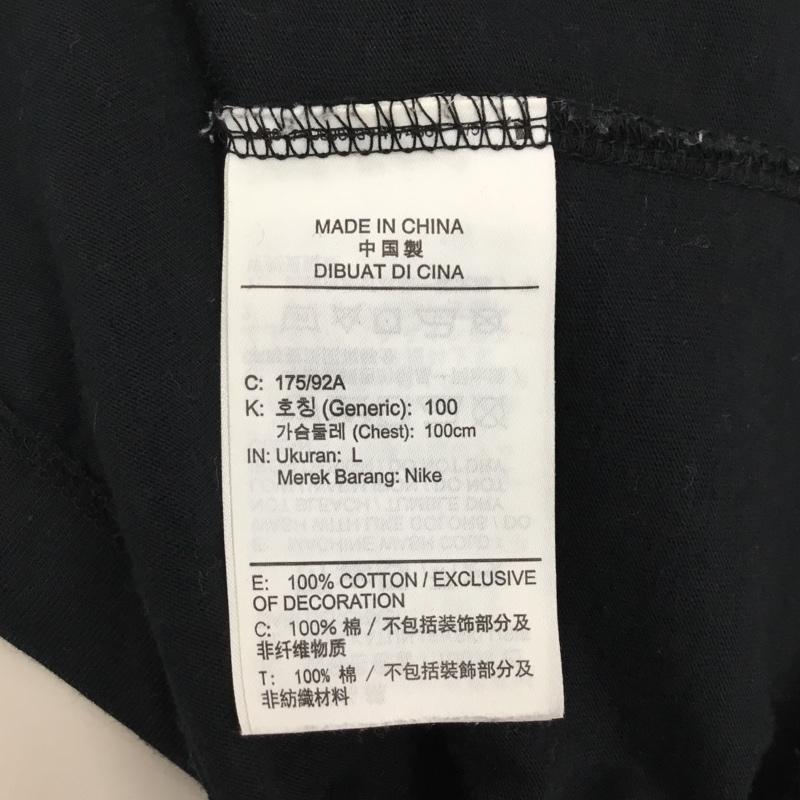 MADE IN CHINA
中国製
DIBUAT DI CINA
C: 175/92A
K: 호칭 (Generic): 100
가슴둘레 (Chest): 100cm
IN: Ukuran: L
Merek Barang: Nike
E: 100% COTTON / EXCLUSIVE
OF DECORATION
C: 100% 棉 / 不包括装饰部分及
非纤维物质
T: 100% 棉 / 不包括裝飾部分及
非紡織材料